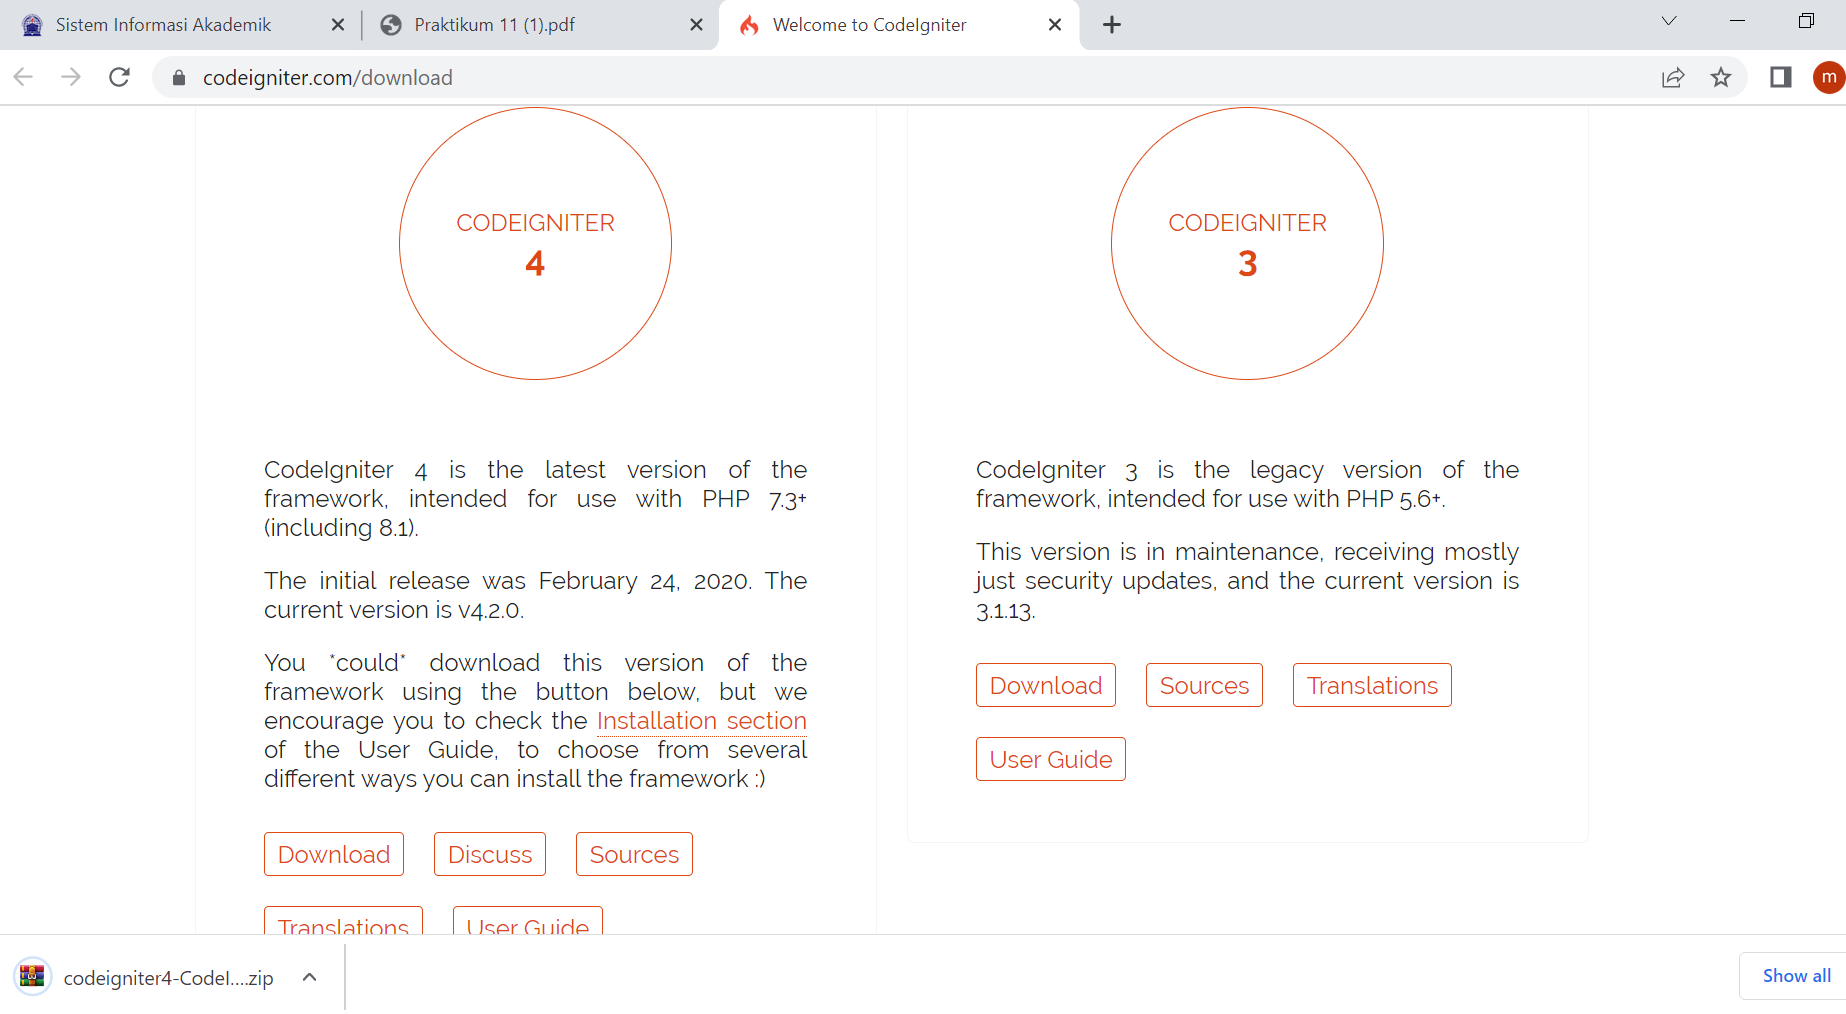 Sistem Informasi Akademik
Praktikum 11 (1).pdf
Welcome to CodeIgniter
codeigniter.com/download
m
CODEIGNITER
4
CodeIgniter 4 is the latest version of the
framework, intended for use with PHP 7.3+
(including 8.1).
The initial release was February 24, 2020. The
current version is v4.2.0.
You *could* download this version of the
framework using the button below, but we
encourage you to check the Installation section
of the User Guide, to choose from several
different ways you can install the framework :)
Download Discuss Sources
Translations User Guide
CODEIGNITER
3
CodeIgniter 3 is the legacy version of the
framework, intended for use with PHP 5.6+.
This version is in maintenance, receiving mostly
just security updates, and the current version is
3.1.13.
Download Sources Translations
User Guide
codeigniter4-CodeI....zip
Show all